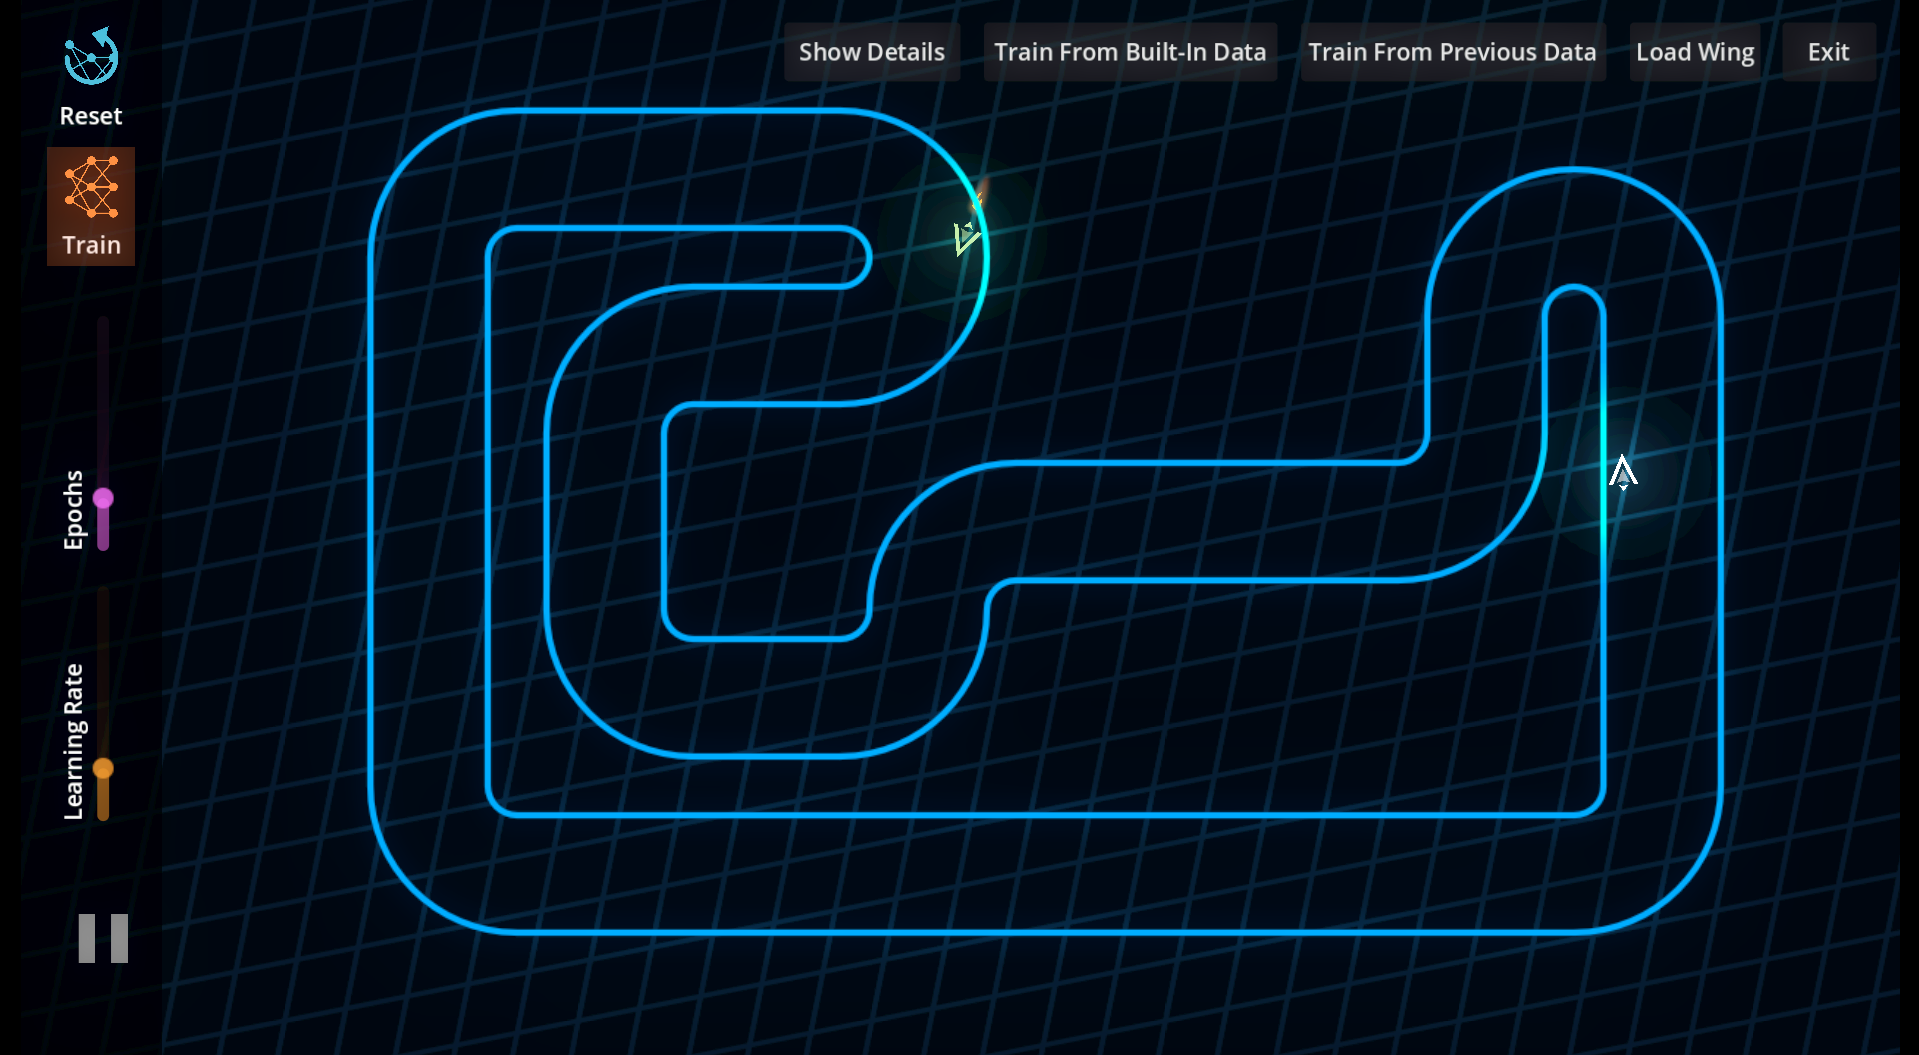 Show Details
Train From Built-In Data
Train From Previous Data
Load Wing
Exit
Reset
Train
Epochs
Learning Rate